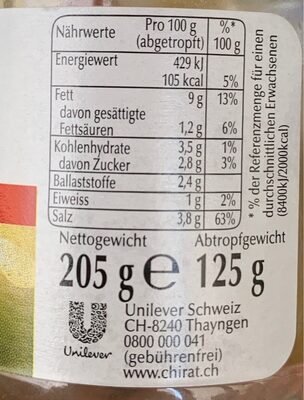 Nährwerte Pro 100 g (abgetropft) %* 100 g
Energiewert 429 kJ
105 kcal 5%
Fett 9 g 13%
davon gesättigte
Fettsäuren 1,2 g 6%
Kohlenhydrate 3,5 g 1%
davon Zucker 2,8 g 3%
Ballaststoffe 2,4 g
Eiweiss 1 g 2%
Salz 3,8 g 63%
* % der Referenzmenge für einen
durchschnittlichen Erwachsenen
(8400kJ/2000kcal)
Nettogewicht Abtropfgewicht
205 g e 125 g
Unilever
Unilever Schweiz
CH-8240 Thayngen
0800 000 041
(gebührenfrei)
www.chirat.ch